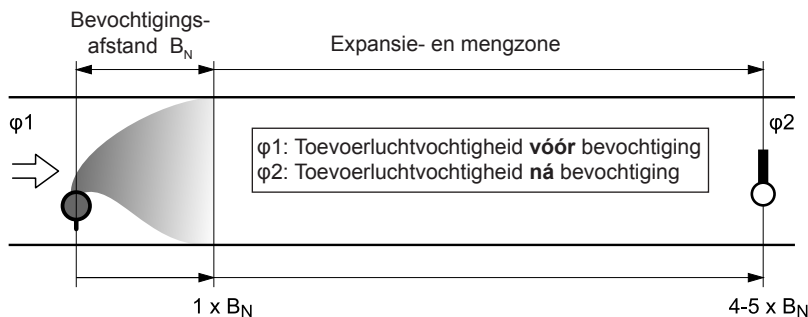 Bevochtigings-
afstand B_N
Expansie- en mengzone
φ1
φ2
φ1: Toevoerluchtvochtigheid vóór bevochtiging
φ2: Toevoerluchtvochtigheid ná bevochtiging
1 x B_N
4-5 x B_N